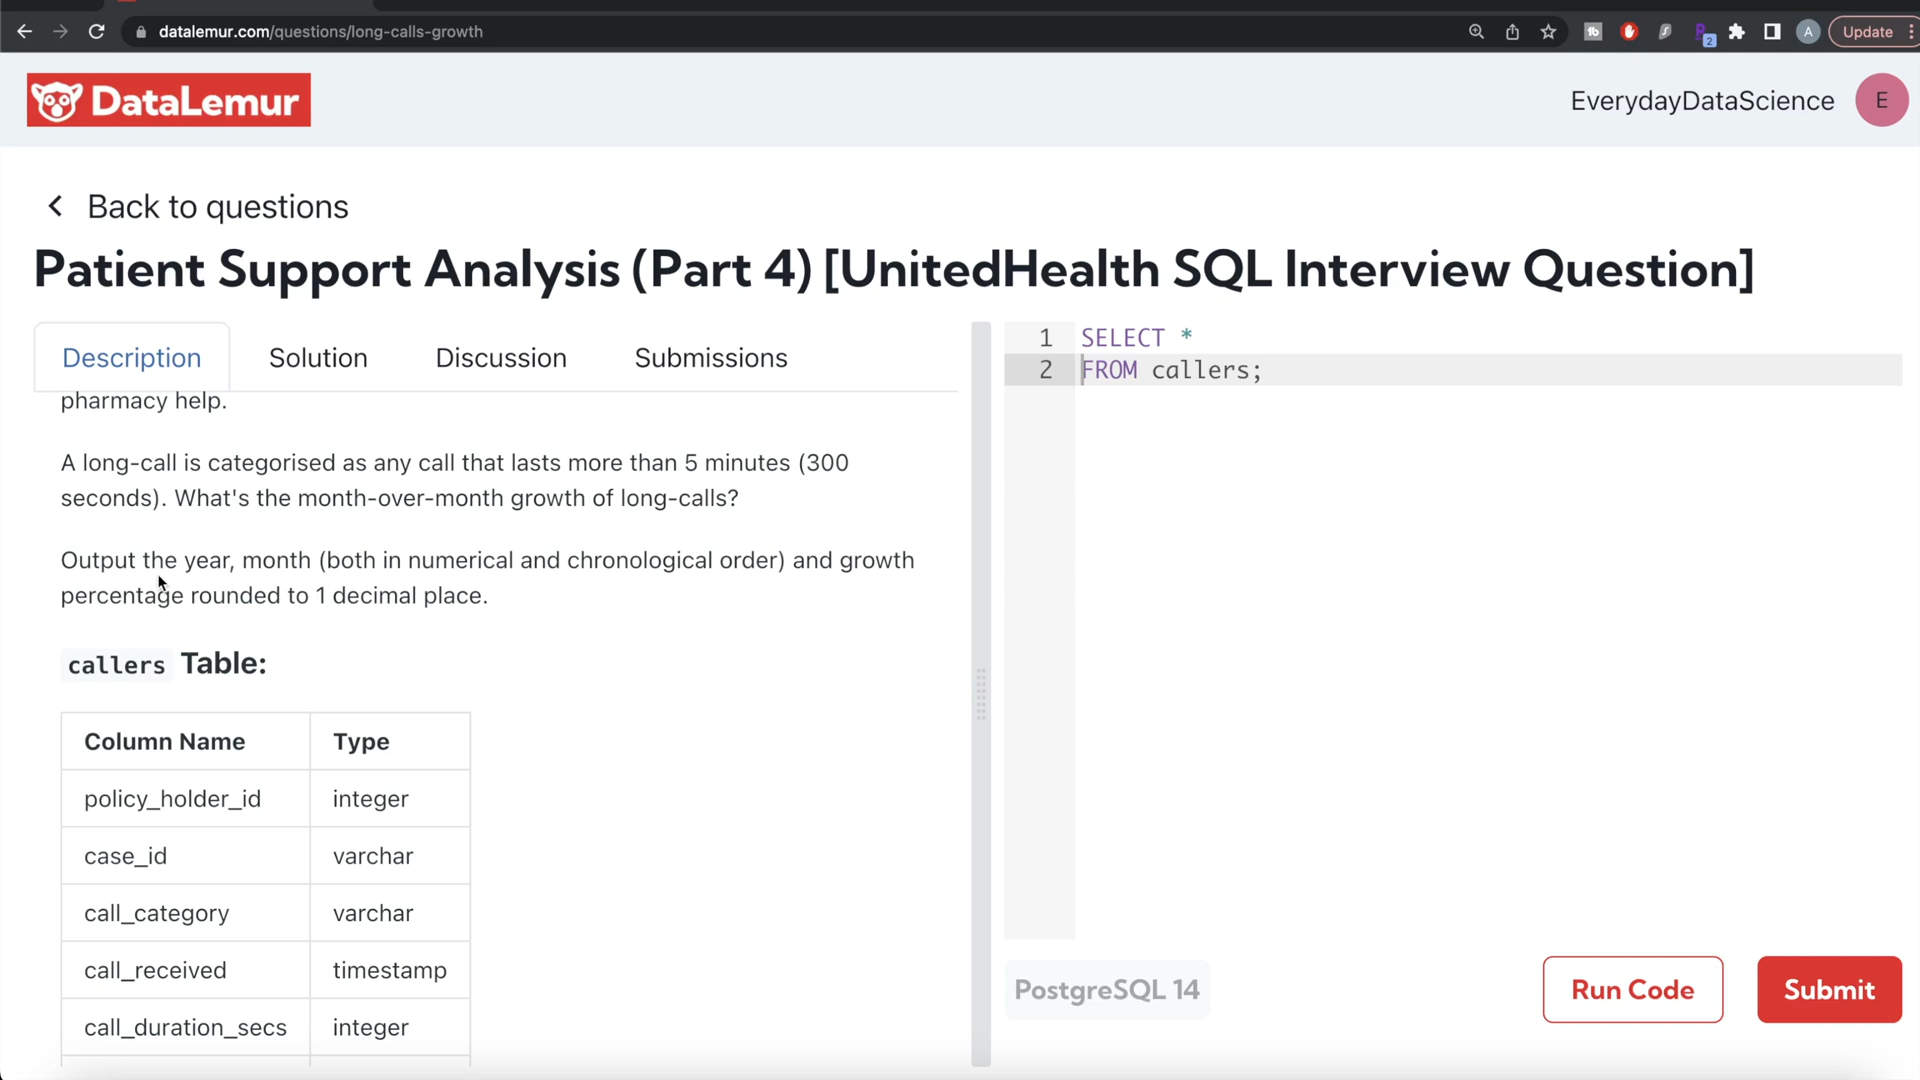 datalemur.com/questions/long-calls-growth
2
A
Update
DataLemur
EverydayDataScience
E
Back to questions
Patient Support Analysis (Part 4) [UnitedHealth SQL Interview Question]
Description
Solution
Discussion
Submissions
pharmacy help.
A long-call is categorised as any call that lasts more than 5 minutes (300
seconds). What's the month-over-month growth of long-calls?
Output the year, month (both in numerical and chronological order) and growth
percentage rounded to 1 decimal place.
callers Table:
Column Name Type
policy_holder_id integer
case_id varchar
call_category varchar
call_received timestamp
call_duration_secs integer
1 SELECT *
2 FROM callers;
PostgreSQL 14
Run Code
Submit